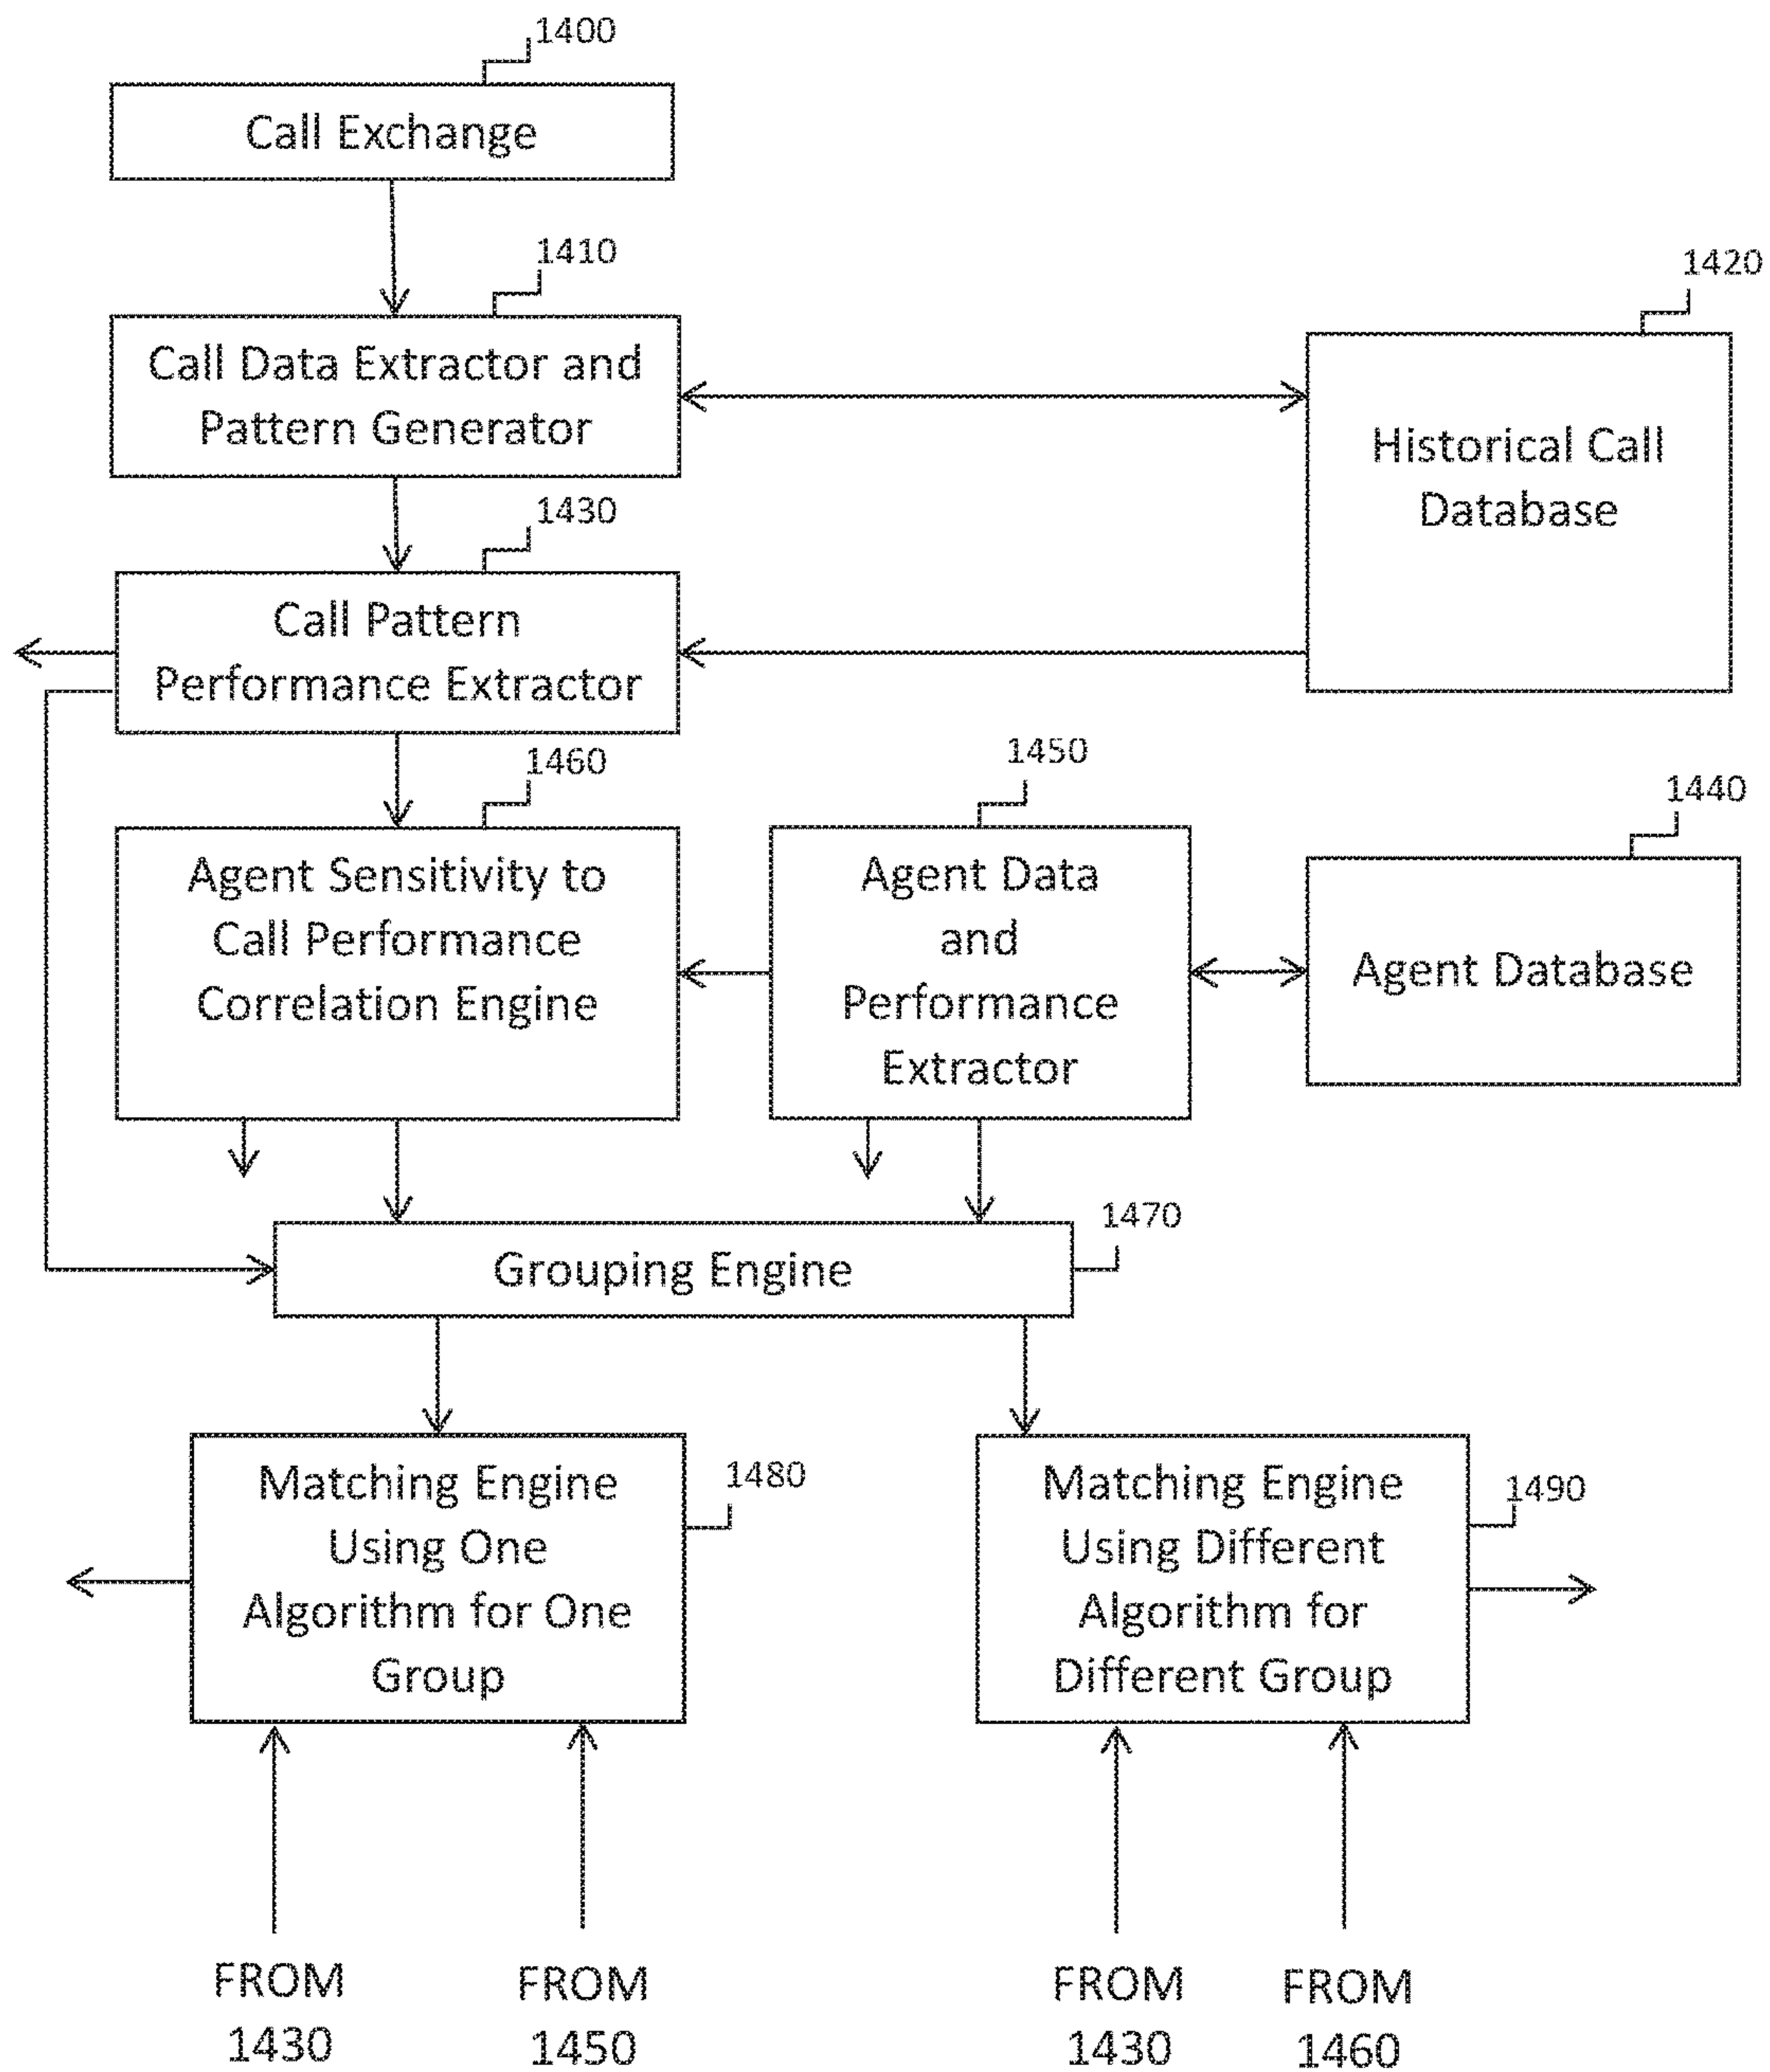 1400
Call Exchange
1410
1420
Call Data Extractor and
Pattern Generator
Historical Call
Database
1430
Call Pattern
Performance Extractor
1460
1450
1440
Agent Sensitivity to
Call Performance
Correlation Engine
Agent Data
and
Performance
Extractor
Agent Database
1470
Grouping Engine
1480
Matching Engine
Using One
Algorithm for One
Group
1490
Matching Engine
Using Different
Algorithm for
Different Group
FROM
1430
FROM
1450
FROM
1430
FROM
1460